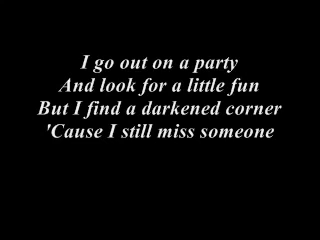 I go out on a party
And look for a little fun
But I find a darkened corner
'Cause I still miss someone